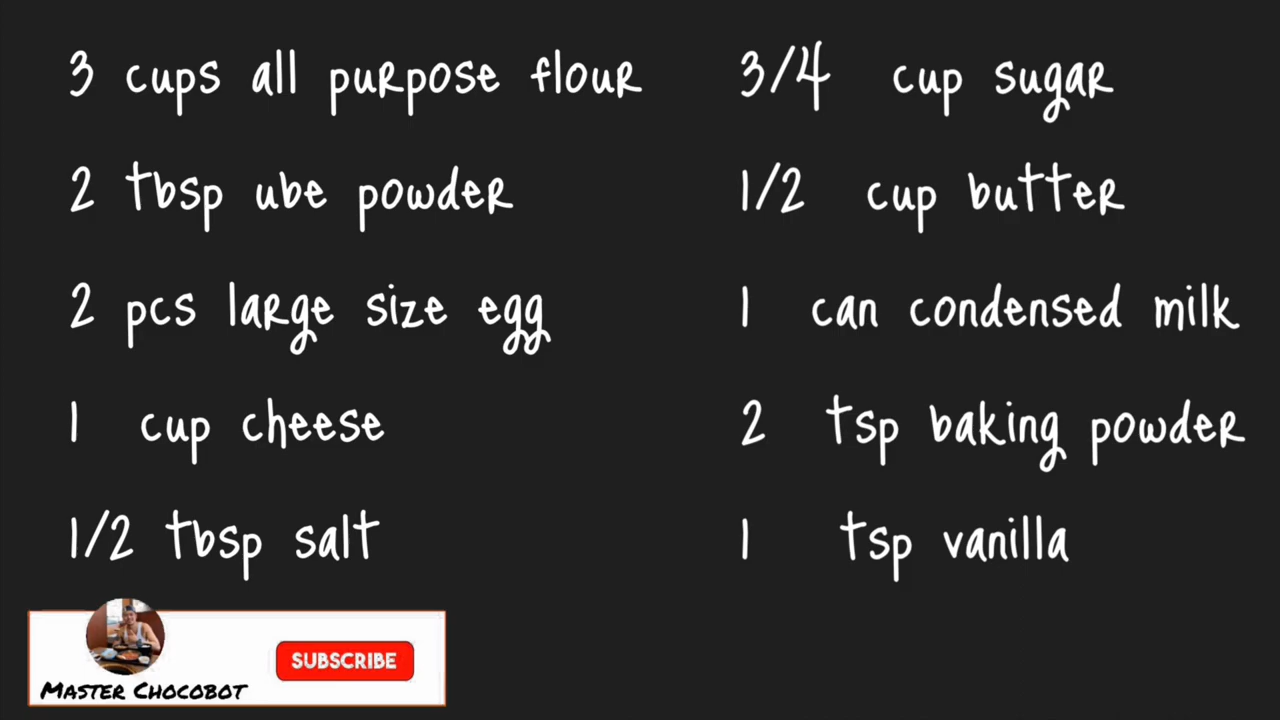 3 cups all purpose flour
2 tbsp ube powder
2 pcs large size egg
1 cup cheese
1/2 tbsp salt
3/4 cup sugar
1/2 cup butter
1 can condensed milk
2 tsp baking powder
1 tsp vanilla
SUBSCRIBE
MASTER CHOCOBOT